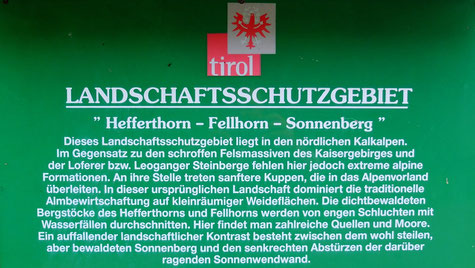 tirol
LANDSCHAFTSSCHUTZGEBIET
" Hefferthorn – Fellhorn – Sonnenberg "
Dieses Landschaftsschutzgebiet liegt in den nördlichen Kalkalpen.
Im Gegensatz zu den schroffen Felsmassiven des Kaisergebirges und
der Loferer bzw. Leoganger Steinberge fehlen hier jedoch extreme alpine
Formationen. An ihre Stelle treten sanftere Kuppen, die in das Alpenvorland
überleiten. In dieser ursprünglichen Landschaft dominiert die traditionelle
Almbewirtschaftung auf kleinräumiger Weideflächen. Die dichtbewaldeten
Bergstöcke des Hefferthorns und Fellhorns werden von engen Schluchten mit
Wasserfällen durchschnitten. Hier findet man zahlreiche Quellen und Moore.
Ein auffallender landschaftlicher Kontrast besteht zwischen dem wohl steilen,
aber bewaldeten Sonnenberg und den senkrechten Abstürzen der darüber
ragenden Sonnenwendwand.